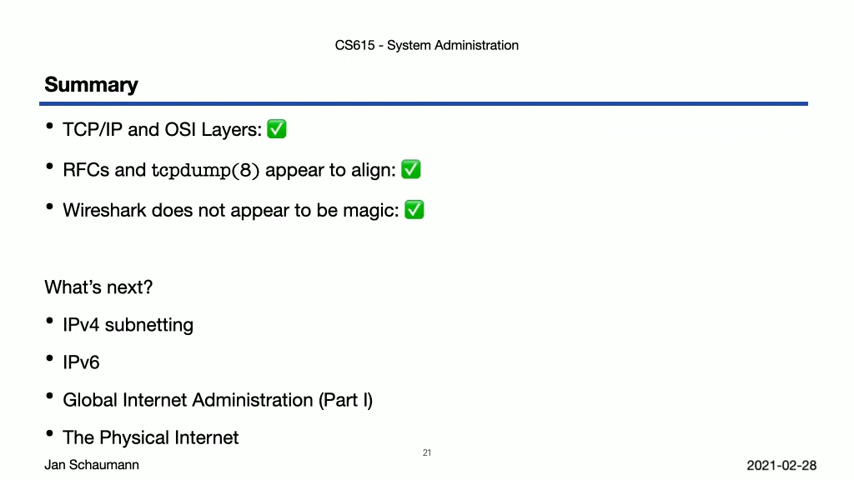 CS615 - System Administration
Summary
• TCP/IP and OSI Layers: ✅
• RFCs and tcpdump(8) appear to align: ✅
• Wireshark does not appear to be magic: ✅
What’s next?
• IPv4 subnetting
• IPv6
• Global Internet Administration (Part I)
• The Physical Internet
21
Jan Schaumann
2021-02-28